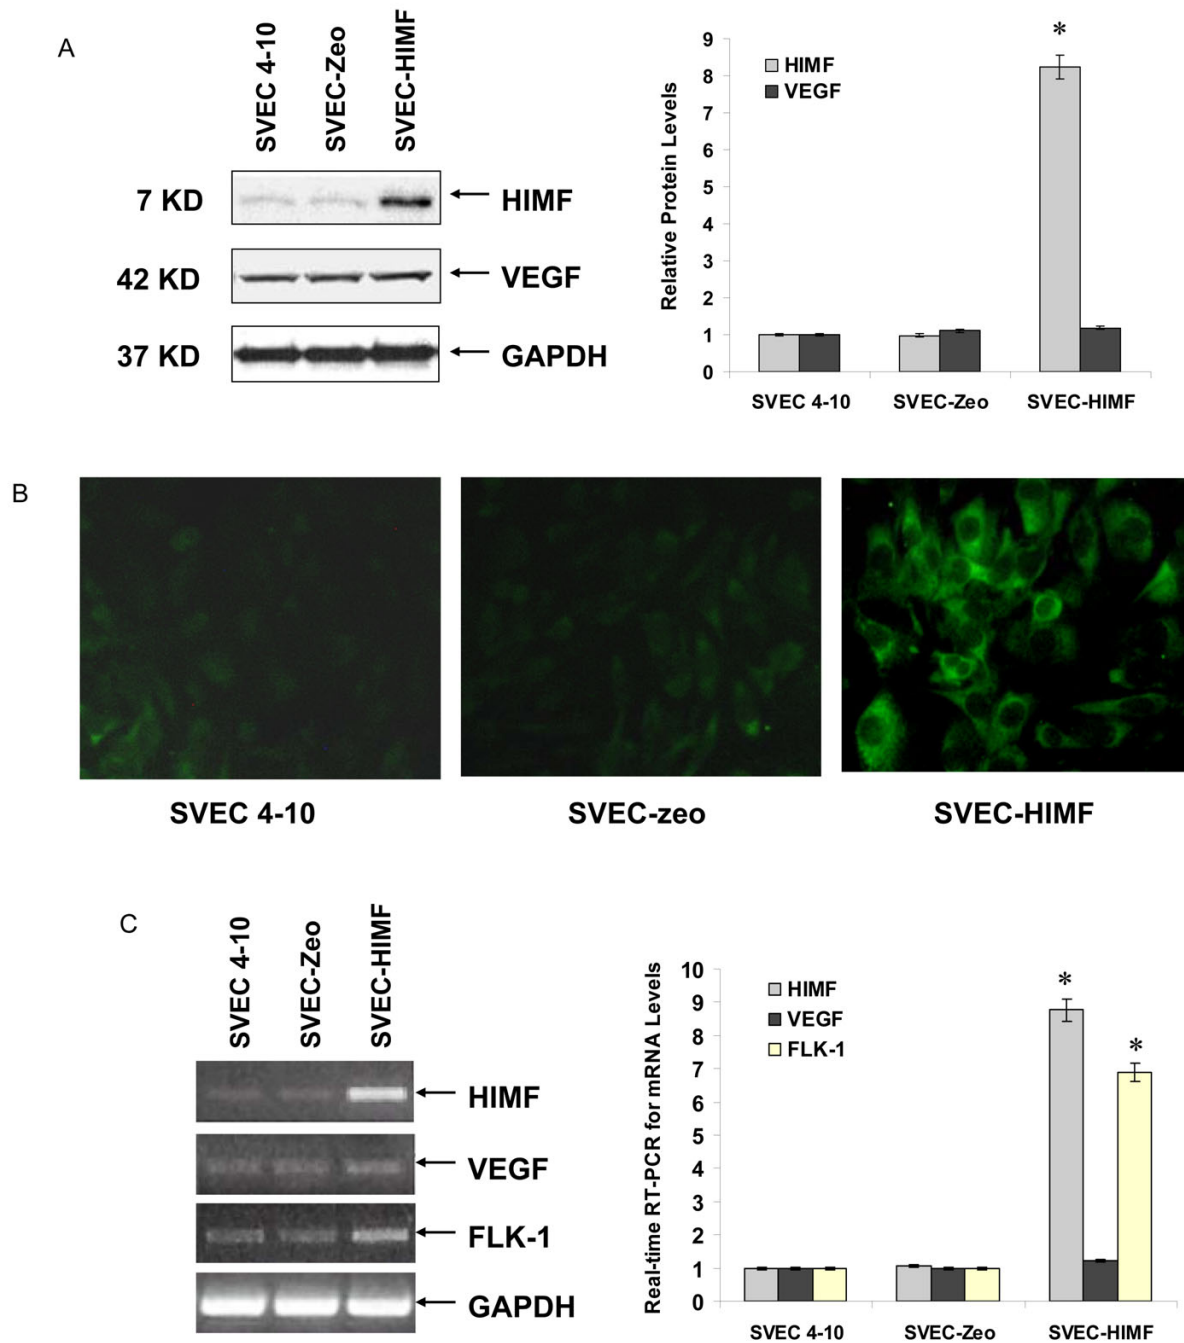 A
SVEC 4-10
SVEC-Zeo
SVEC-HIMF
7 KD
HIMF
42 KD
VEGF
37 KD
GAPDH
*
9
8
7
6
5
4
3
2
1
0
Relative Protein Levels
HIMF
VEGF
SVEC 4-10
SVEC-Zeo
SVEC-HIMF
B
SVEC 4-10
SVEC-zeo
SVEC-HIMF
C
SVEC 4-10
SVEC-Zeo
SVEC-HIMF
HIMF
VEGF
FLK-1
GAPDH
Real-time RT-PCR for mRNA Levels
10
9
8
7
6
5
4
3
2
1
0
HIMF
VEGF
FLK-1
*
*
SVEC 4-10
SVEC-Zeo
SVEC-HIMF